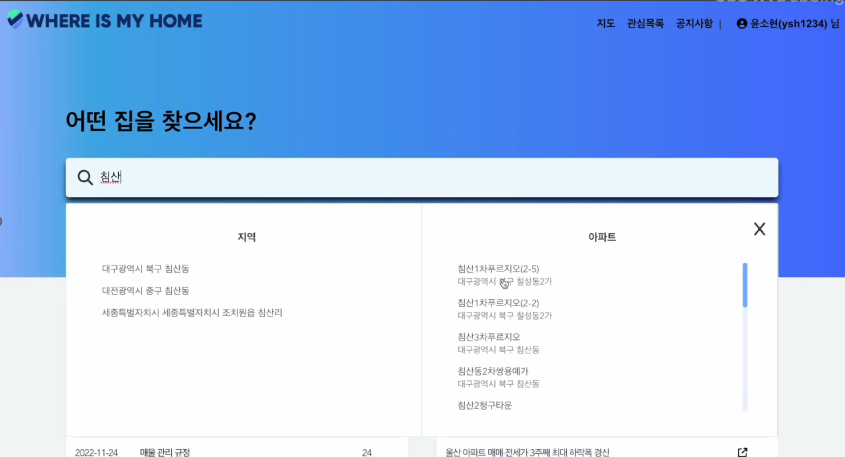 WHERE IS MY HOME
지도 관심목록 공지사항 | 윤소현(ysh1234) 님
어떤 집을 찾으세요?
침산
지역
대구광역시 북구 침산동
대전광역시 중구 침산동
세종특별자치시 세종특별자치시 조치원읍 침산리
아파트
X
침산1차푸르지오(2-5)
대구광역시 북구 칠성동2가
침산1차푸르지오(2-2)
대구광역시 북구 칠성동2가
침산3차푸르지오
대구광역시 북구 침산동
침산동2차쌍용예가
대구광역시 북구 침산동
침산2청구타운
2022-11-24 매물 관리 규정 24
울산 아파트 매매 전세가 3주째 최대 하락폭 경신